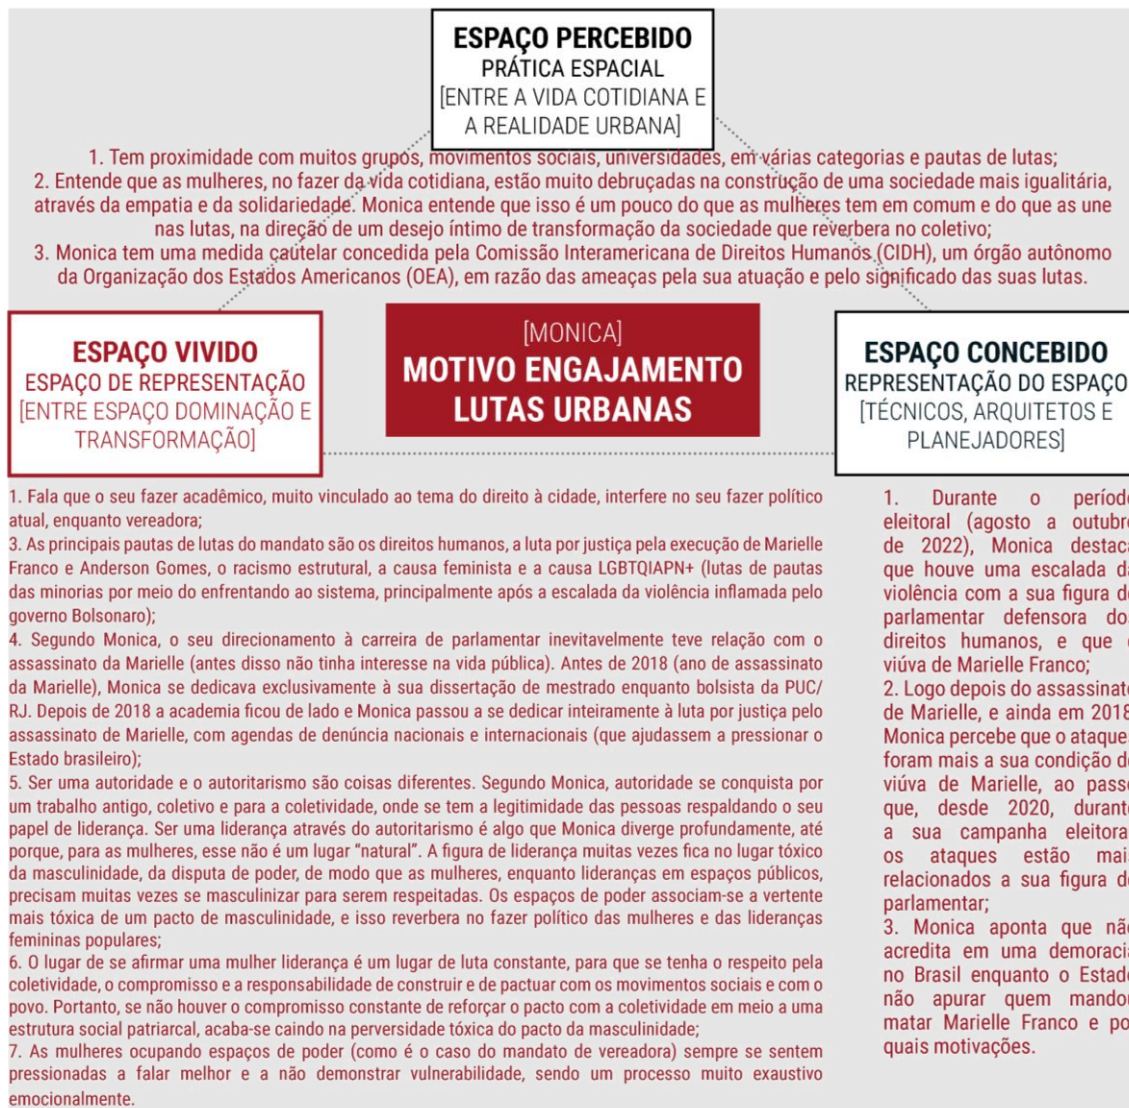 ESPAÇO PERCEBIDO
PRÁTICA ESPACIAL
[ENTRE A VIDA COTIDIANA E
A REALIDADE URBANA]
1. Tem proximidade com muitos grupos, movimentos sociais, universidades, em várias categorias e pautas de lutas;
2. Entende que as mulheres, no fazer da vida cotidiana, estão muito debruçadas na construção de uma sociedade mais igualitária,
através da empatia e da solidariedade. Monica entende que isso é um pouco do que as mulheres tem em comum e do que as une
nas lutas, na direção de um desejo íntimo de transformação da sociedade que reverbera no coletivo;
3. Monica tem uma medida cautelar concedida pela Comissão Interamericana de Direitos Humanos (CIDH), um órgão autônomo
da Organização dos Estados Americanos (OEA), em razão das ameaças pela sua atuação e pelo significado das suas lutas.
ESPAÇO VIVIDO
ESPAÇO DE REPRESENTAÇÃO
[ENTRE ESPAÇO DOMINAÇÃO E
TRANSFORMAÇÃO]
[MONICA]
MOTIVO ENGAJAMENTO
LUTAS URBANAS
ESPAÇO CONCEBIDO
REPRESENTAÇÃO DO ESPAÇO
[TÉCNICOS, ARQUITETOS E
PLANEJADORES]
1. Fala que o seu fazer acadêmico, muito vinculado ao tema do direito à cidade, interfere no seu fazer político
atual, enquanto vereadora;
3. As principais pautas de lutas do mandato são os direitos humanos, a luta por justiça pela execução de Marielle
Franco e Anderson Gomes, o racismo estrutural, a causa feminista e a causa LGBTQIAPN+ (lutas de pautas
das minorias por meio do enfrentando ao sistema, principalmente após a escalada da violência inflamada pelo
governo Bolsonaro);
4. Segundo Monica, o seu direcionamento à carreira de parlamentar inevitavelmente teve relação com o
assassinato da Marielle (antes disso não tinha interesse na vida pública). Antes de 2018 (ano de assassinato
da Marielle), Monica se dedicava exclusivamente à sua dissertação de mestrado enquanto bolsista da PUC/
RJ. Depois de 2018 a academia ficou de lado e Monica passou a se dedicar inteiramente à luta por justiça pelo
assassinato de Marielle, com agendas de denúncia nacionais e internacionais (que ajudassem a pressionar o
Estado brasileiro);
5. Ser uma autoridade e o autoritarismo são coisas diferentes. Segundo Monica, autoridade se conquista por
um trabalho antigo, coletivo e para a coletividade, onde se tem a legitimidade das pessoas respaldando o seu
papel de liderança. Ser uma liderança através do autoritarismo é algo que Monica diverge profundamente, até
porque, para as mulheres, esse não é um lugar “natural”. A figura de liderança muitas vezes fica no lugar tóxico
da masculinidade, da disputa de poder, de modo que as mulheres, enquanto lideranças em espaços públicos,
precisam muitas vezes se masculinizar para serem respeitadas. Os espaços de poder associam-se a vertente
mais tóxica de um pacto de masculinidade, e isso reverbera no fazer político das mulheres e das lideranças
femininas populares;
6. O lugar de se afirmar uma mulher liderança é um lugar de luta constante, para que se tenha o respeito pela
coletividade, o compromisso e a responsabilidade de construir e de pactuar com os movimentos sociais e com o
povo. Portanto, se não houver o compromisso constante de reforçar o pacto com a coletividade em meio a uma
estrutura social patriarcal, acaba-se caindo na perversidade tóxica do pacto da masculinidade;
7. As mulheres ocupando espaços de poder (como é o caso do mandato de vereadora) sempre se sentem
pressionadas a falar melhor e a não demonstrar vulnerabilidade, sendo um processo muito exaustivo
emocionalmente.
1. Durante o período
eleitoral (agosto a outubro
de 2022), Monica destaca
que houve uma escalada da
violência com a sua figura de
parlamentar defensora dos
direitos humanos, e que é
viúva de Marielle Franco;
2. Logo depois do assassinato
de Marielle, e ainda em 2018
Monica percebe que o ataques
foram mais a sua condição de
viúva de Marielle, ao passo
que, desde 2020, durante
a sua campanha eleitoral
os ataques estão mais
relacionados a sua figura de
parlamentar;
3. Monica aponta que não
acredita em uma demoracia
no Brasil enquanto o Estado
não apurar quem mandou
matar Marielle Franco e por
quais motivações.